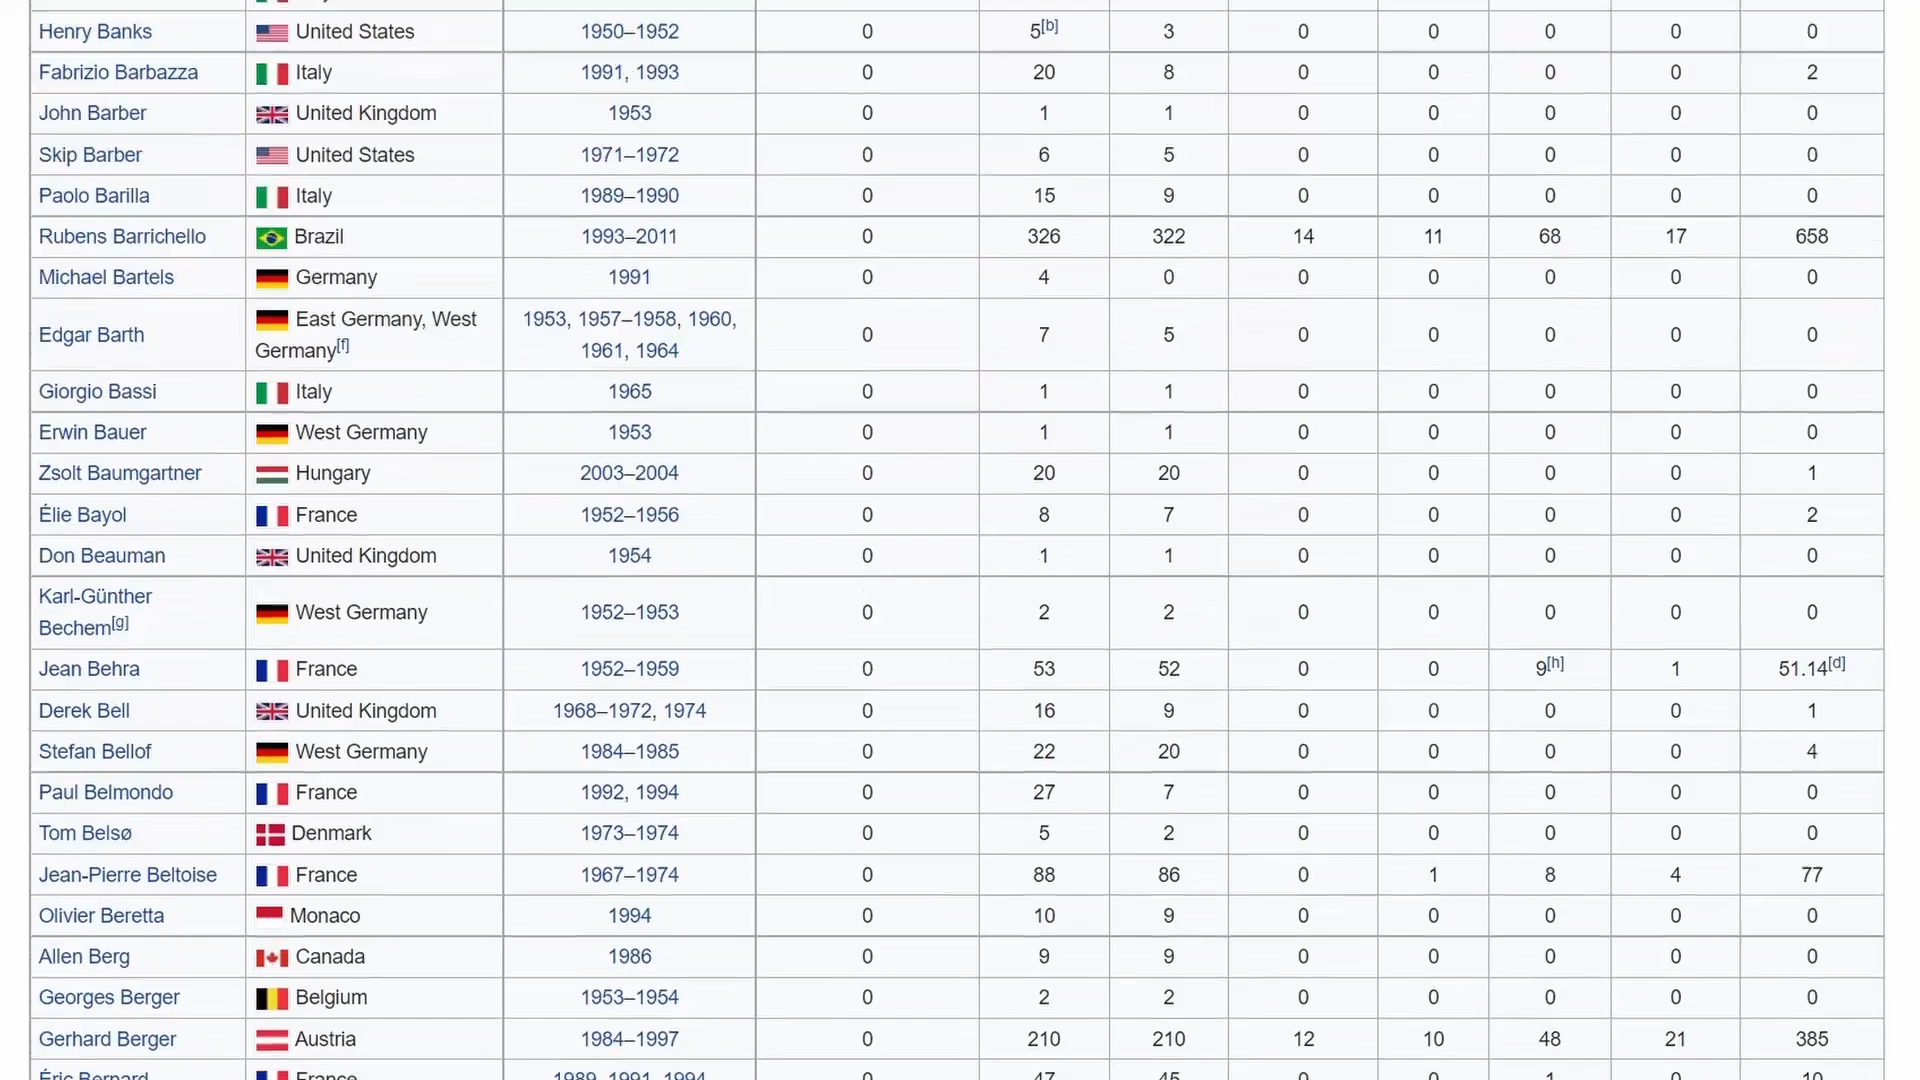 Henry Banks United States 1950–1952 0 5[b] 3 0 0 0 0 0
Fabrizio Barbazza Italy 1991, 1993 0 20 8 0 0 0 0 2
John Barber United Kingdom 1953 0 1 1 0 0 0 0 0
Skip Barber United States 1971–1972 0 6 5 0 0 0 0 0
Paolo Barilla Italy 1989–1990 0 15 9 0 0 0 0 0
Rubens Barrichello Brazil 1993–2011 0 326 322 14 11 68 17 658
Michael Bartels Germany 1991 0 4 0 0 0 0 0 0
Edgar Barth East Germany, West Germany[f] 1953, 1957–1958, 1960, 1961, 1964 0 7 5 0 0 0 0 0
Giorgio Bassi Italy 1965 0 1 1 0 0 0 0 0
Erwin Bauer West Germany 1953 0 1 1 0 0 0 0 0
Zsolt Baumgartner Hungary 2003–2004 0 20 20 0 0 0 0 1
Élie Bayol France 1952–1956 0 8 7 0 0 0 0 2
Don Beauman United Kingdom 1954 0 1 1 0 0 0 0 0
Karl-Günther Bechem[g] West Germany 1952–1953 0 2 2 0 0 0 0 0
Jean Behra France 1952–1959 0 53 52 0 0 9[h] 1 51.14[d]
Derek Bell United Kingdom 1968–1972, 1974 0 16 9 0 0 0 0 1
Stefan Bellof West Germany 1984–1985 0 22 20 0 0 0 0 4
Paul Belmondo France 1992, 1994 0 27 7 0 0 0 0 0
Tom Belsø Denmark 1973–1974 0 5 2 0 0 0 0 0
Jean-Pierre Beltoise France 1967–1974 0 88 86 0 1 8 4 77
Olivier Beretta Monaco 1994 0 10 9 0 0 0 0 0
Allen Berg Canada 1986 0 9 9 0 0 0 0 0
Georges Berger Belgium 1953–1954 0 2 2 0 0 0 0 0
Gerhard Berger Austria 1984–1997 0 210 210 12 10 48 21 385
Éric Bernard France 1989, 1991, 1994 0 47 45 0 0 1 0 10